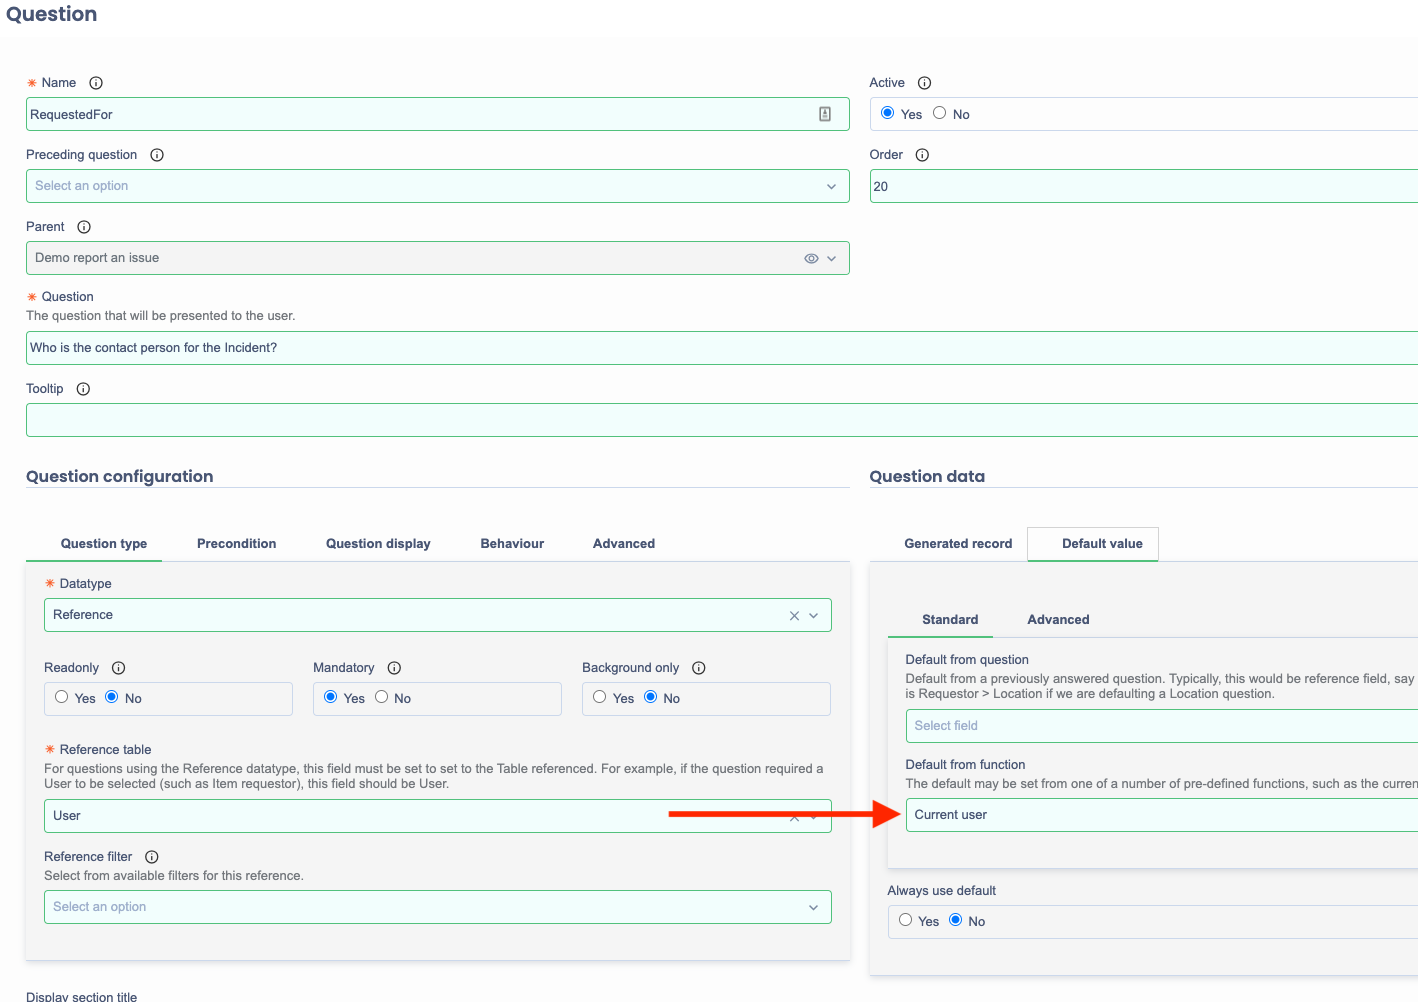 Question
Name
Active
RequestedFor
Yes No
Preceding question
Order
Select an option
20
Parent
Demo report an issue
Question
The question that will be presented to the user.
Who is the contact person for the Incident?
Tooltip
Question configuration
Question data
Question type Precondition Question display Behaviour Advanced
Generated record Default value
Datatype
Reference
Readonly Mandatory Background only
Yes No Yes No Yes No
Reference table
For questions using the Reference datatype, this field must be set to set to the Table referenced. For example, if the question required a
User to be selected (such as Item requestor), this field should be User.
User
Reference filter
Select from available filters for this reference.
Select an option
Standard Advanced
Default from question
Default from a previously answered question. Typically, this would be reference field, say
is Requestor > Location if we are defaulting a Location question.
Select field
Default from function
The default may be set from one of a number of pre-defined functions, such as the curren
Current user
Always use default
Yes No
Display section title